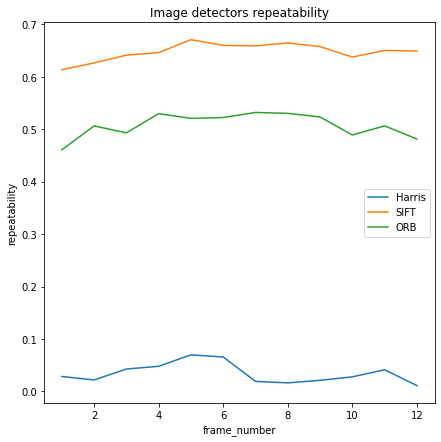 Image detectors repeatability
0.7
0.6
0.5
0.4
0.3
0.2
0.1
0.0
repeatability
Harris
SIFT
ORB
2 4 6 8 10 12
frame_number